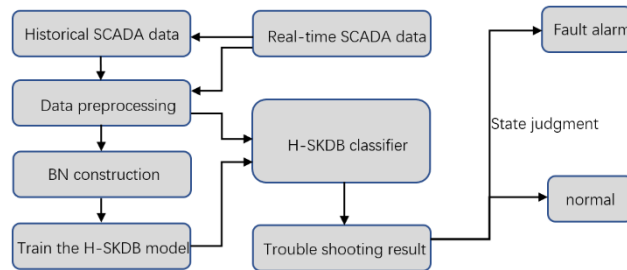 Historical SCADA data
Real-time SCADA data
Fault alarm
Data preprocessing
State judgment
H-SKDB classifier
BN construction
normal
Train the H-SKDB model
Trouble shooting result